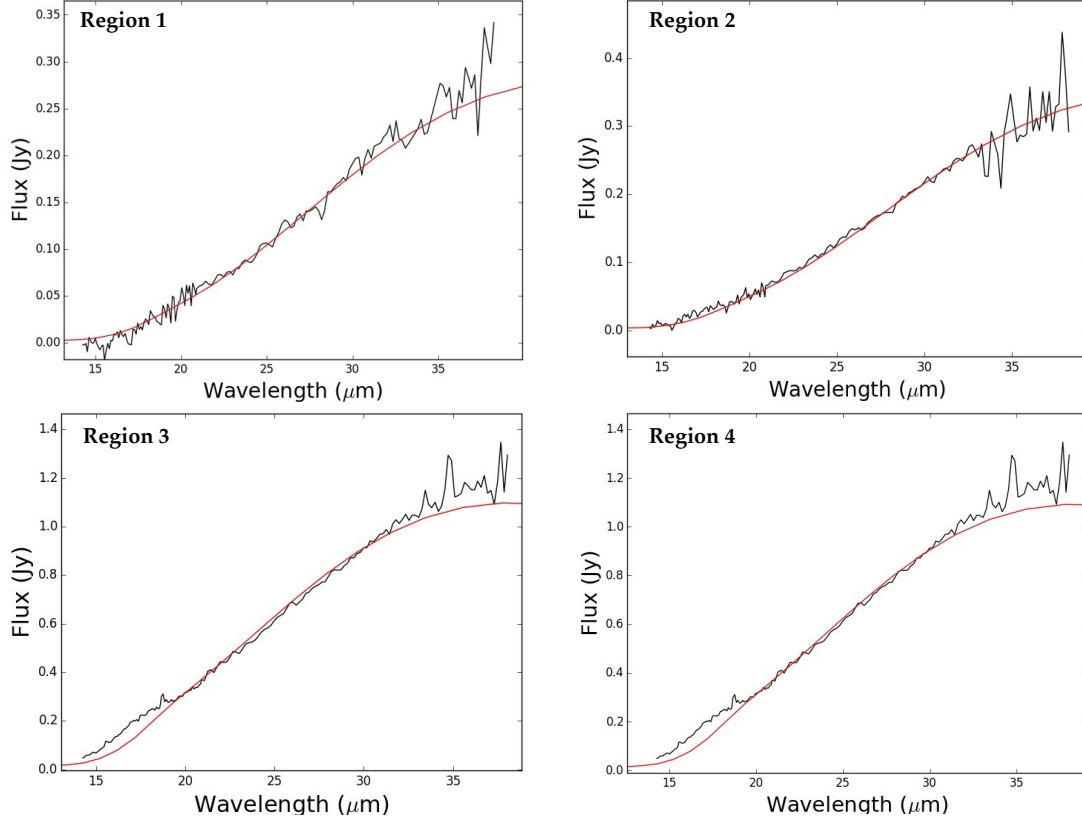 Region 1
0.35
0.30
0.25
0.20
0.15
0.10
0.05
0.00
Flux (Jy)
15 20 25 30 35
Wavelength (μm)
Region 2
0.4
0.3
0.2
0.1
0.0
Flux (Jy)
15 20 25 30 35
Wavelength (μm)
Region 3
1.4
1.2
1.0
0.8
0.6
0.4
0.2
0.0
Flux (Jy)
15 20 25 30 35
Wavelength (μm)
Region 4
1.4
1.2
1.0
0.8
0.6
0.4
0.2
0.0
Flux (Jy)
15 20 25 30 35
Wavelength (μm)